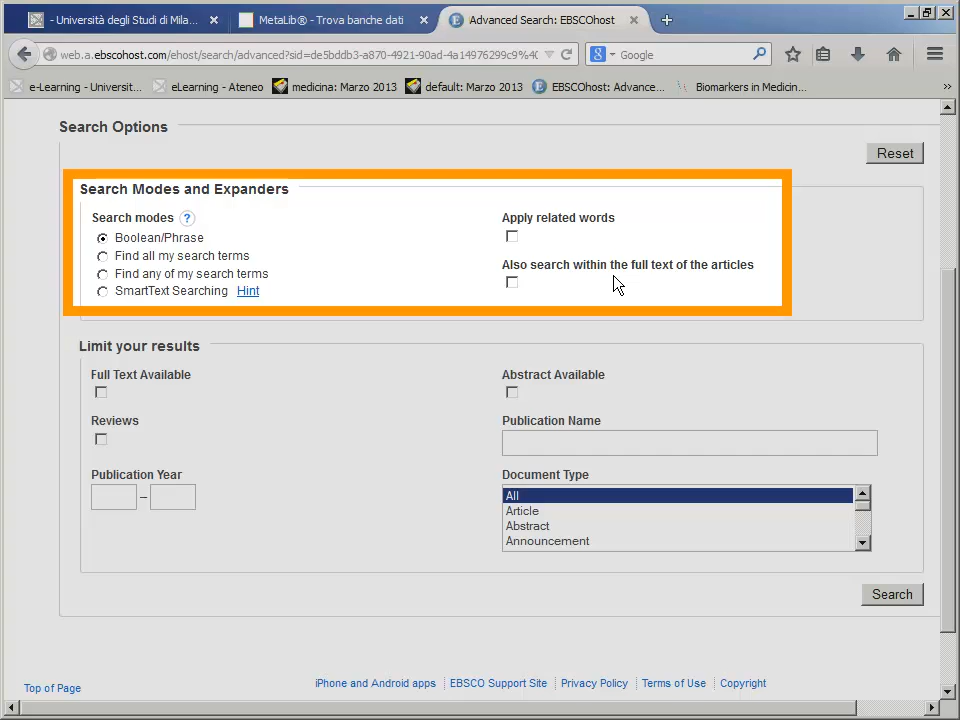 - Università degli Studi di Mila...
MetaLib® - Trova banche dati
Advanced Search: EBSCOhost
web.a.ebscohost.com/ehost/search/advanced?sid=de5bddb3-a870-4921-90ad-4a14976299c9%4(
Google
e-Learning - Universit...
eLearning - Ateneo
medicina: Marzo 2013
default: Marzo 2013
EBSCOhost: Advance...
Biomarkers in Medicin...
Search Options
Reset
Search Modes and Expanders
Search modes ?
Boolean/Phrase
Find all my search terms
Find any of my search terms
SmartText Searching Hint
Apply related words
Also search within the full text of the articles
Limit your results
Full Text Available
Abstract Available
Reviews
Publication Name
Publication Year
–
Document Type
All
Article
Abstract
Announcement
Search
Top of Page
iPhone and Android apps
EBSCO Support Site
Privacy Policy
Terms of Use
Copyright